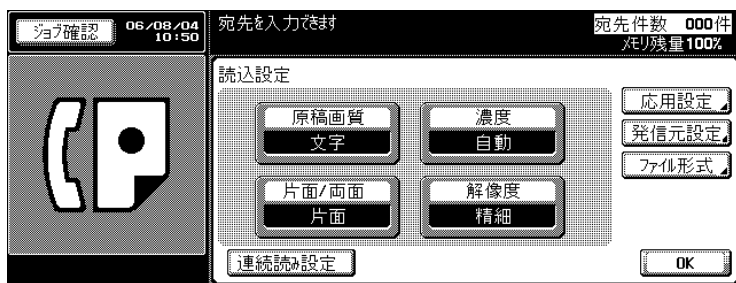 ジョブ確認
06/08/04
10:50
宛先を入力できます
宛先件数 000件
メモリ残量100%
読込設定
原稿画質
文字
濃度
自動
片面/両面
片面
解像度
精細
応用設定
発信元設定
ファイル形式
連続読み設定
OK